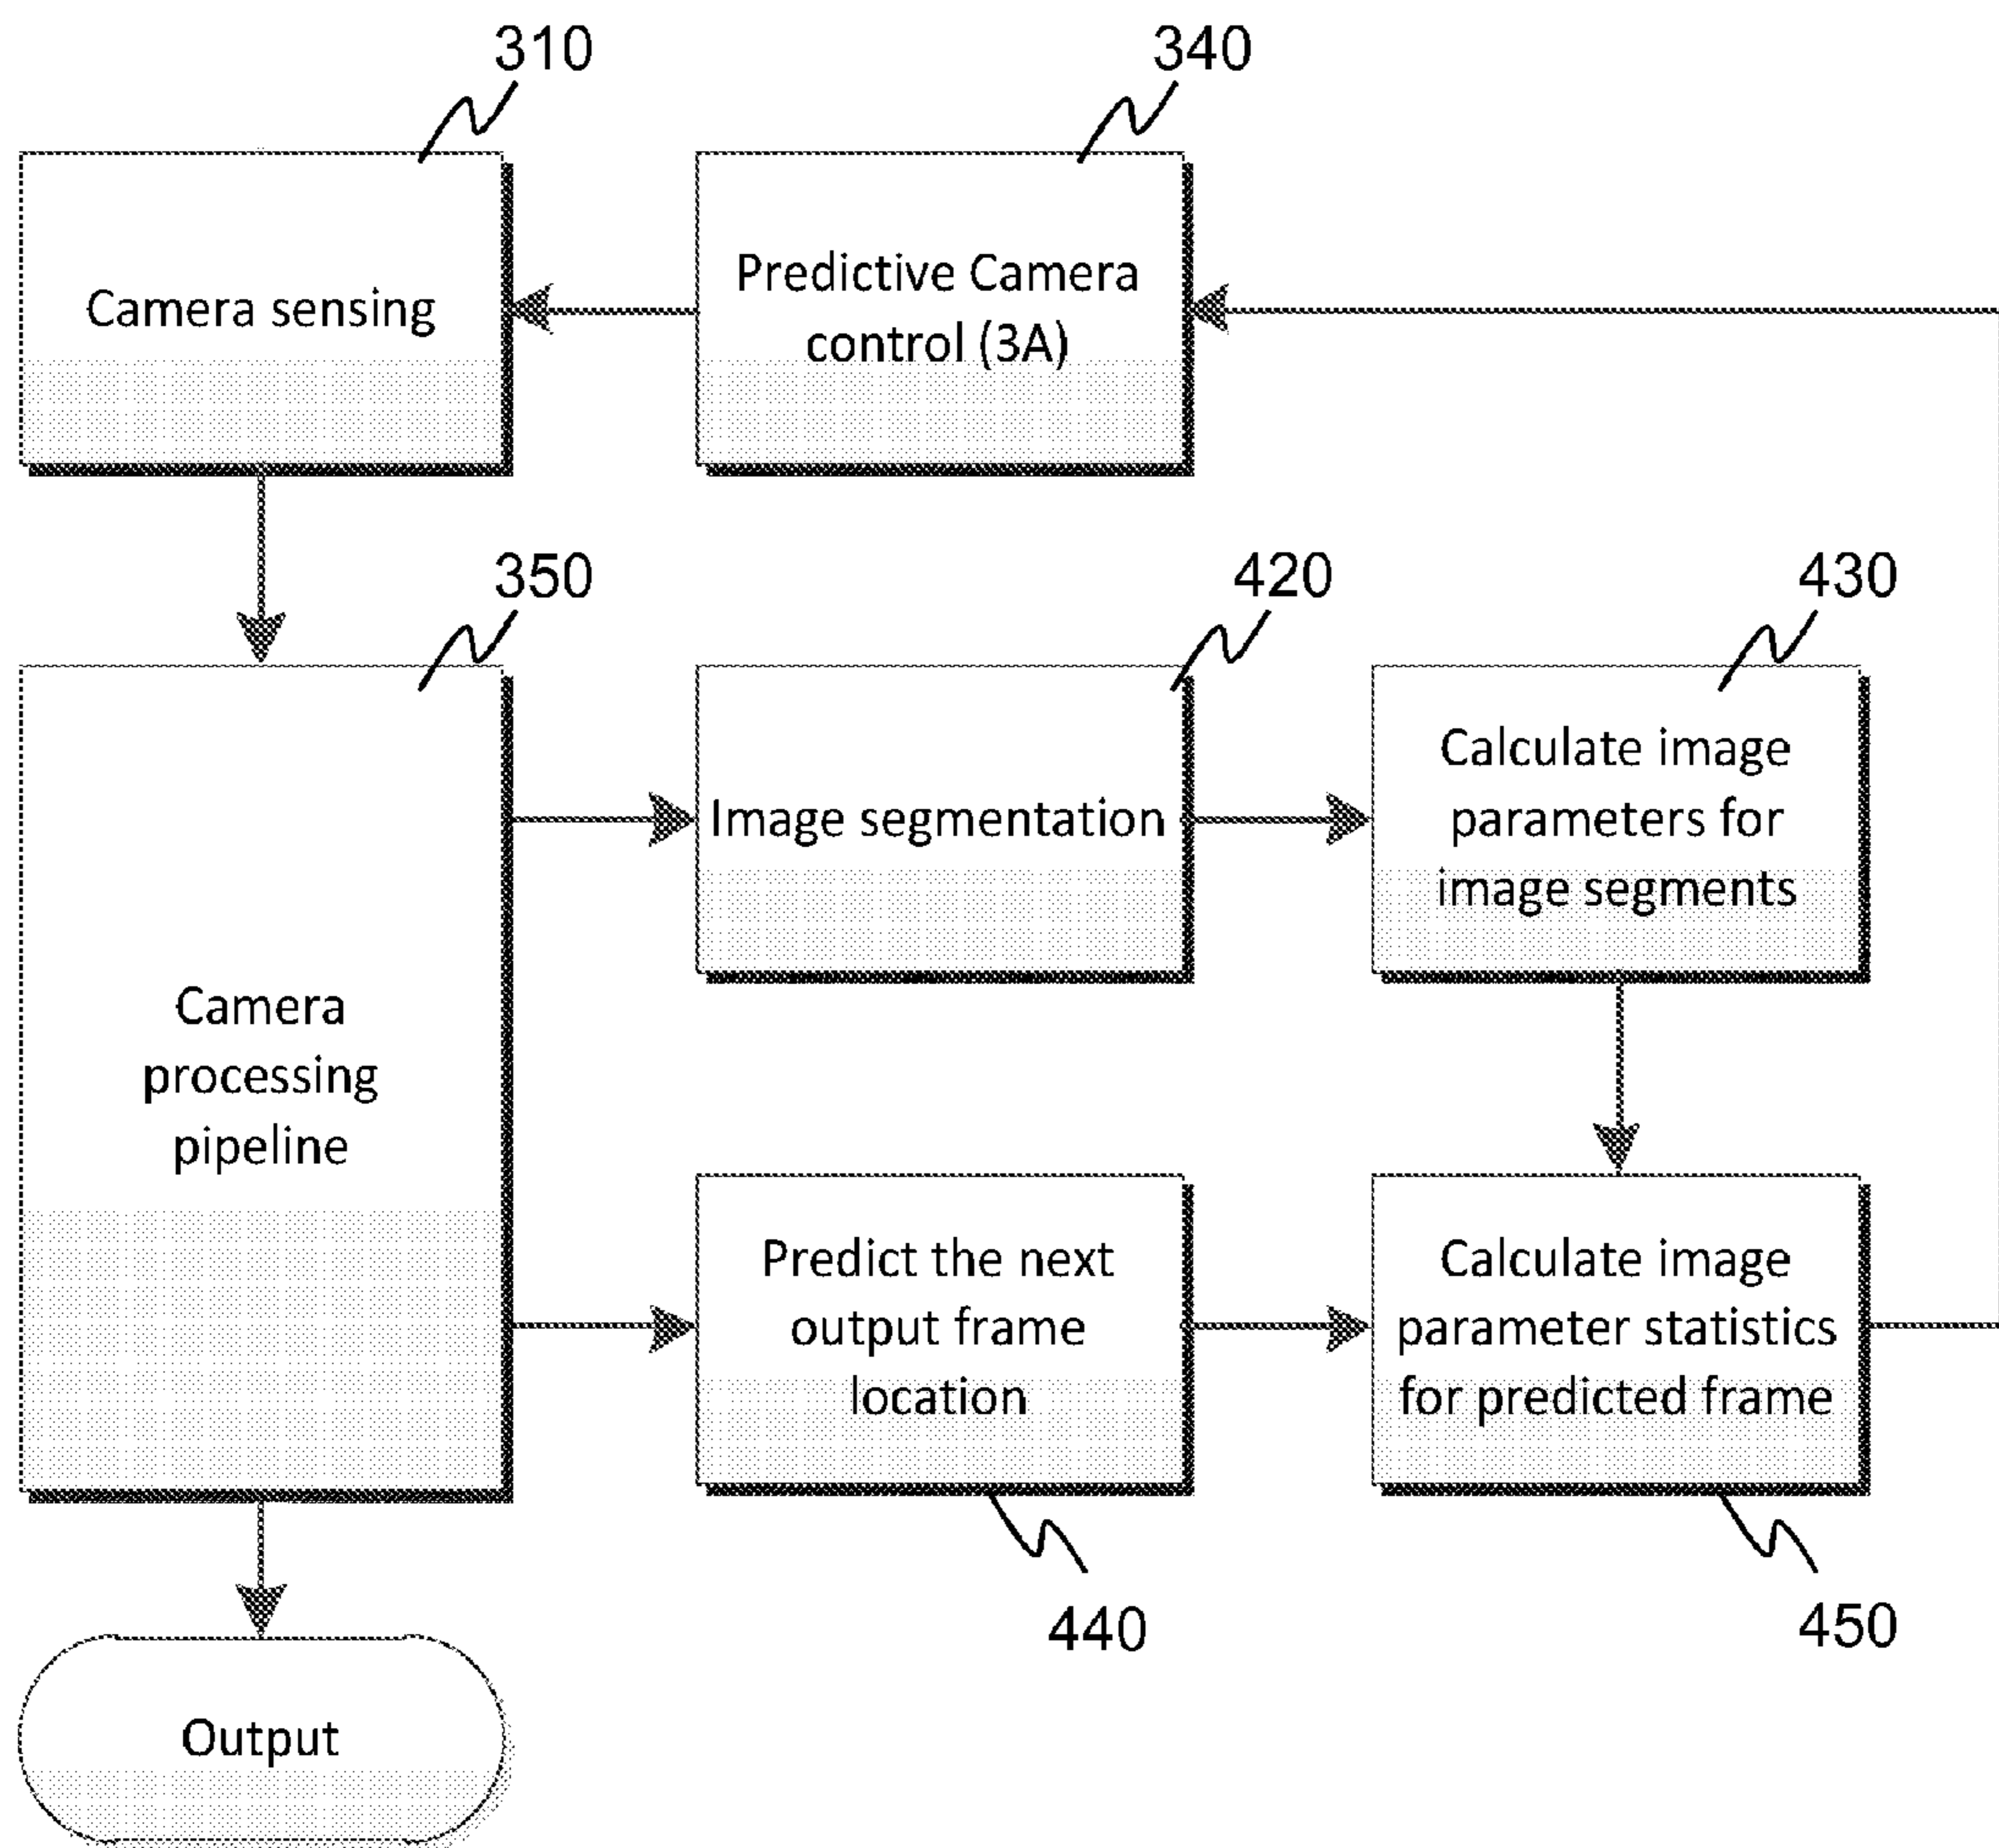 310
340
Camera sensing
Predictive Camera
control (3A)
350
420
430
Camera
processing
pipeline
Image segmentation
Calculate image
parameters for
image segments
Predict the next
output frame
location
Calculate image
parameter statistics
for predicted frame
440
450
Output